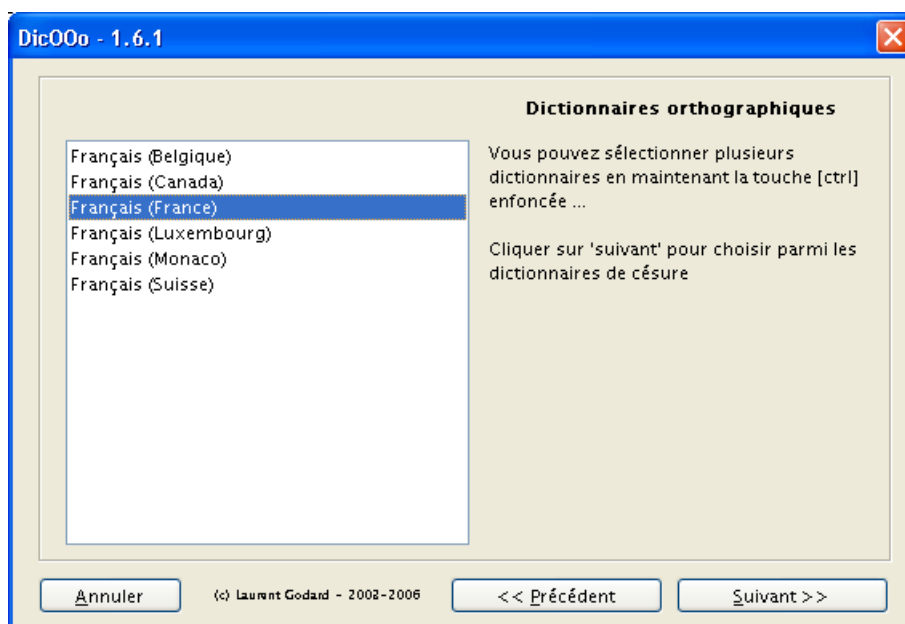 DicOOo - 1.6.1
Dictionnaires orthographiques
Français (Belgique)
Français (Canada)
Français (France)
Français (Luxembourg)
Français (Monaco)
Français (Suisse)
Vous pouvez sélectionner plusieurs
dictionnaires en maintenant la touche [ctrl]
enfoncée ...
Cliquer sur 'suivant' pour choisir parmi les
dictionnaires de césure
Annuler
(c) Laurent Godard - 2002-2006
<< Précédent
Suivant >>